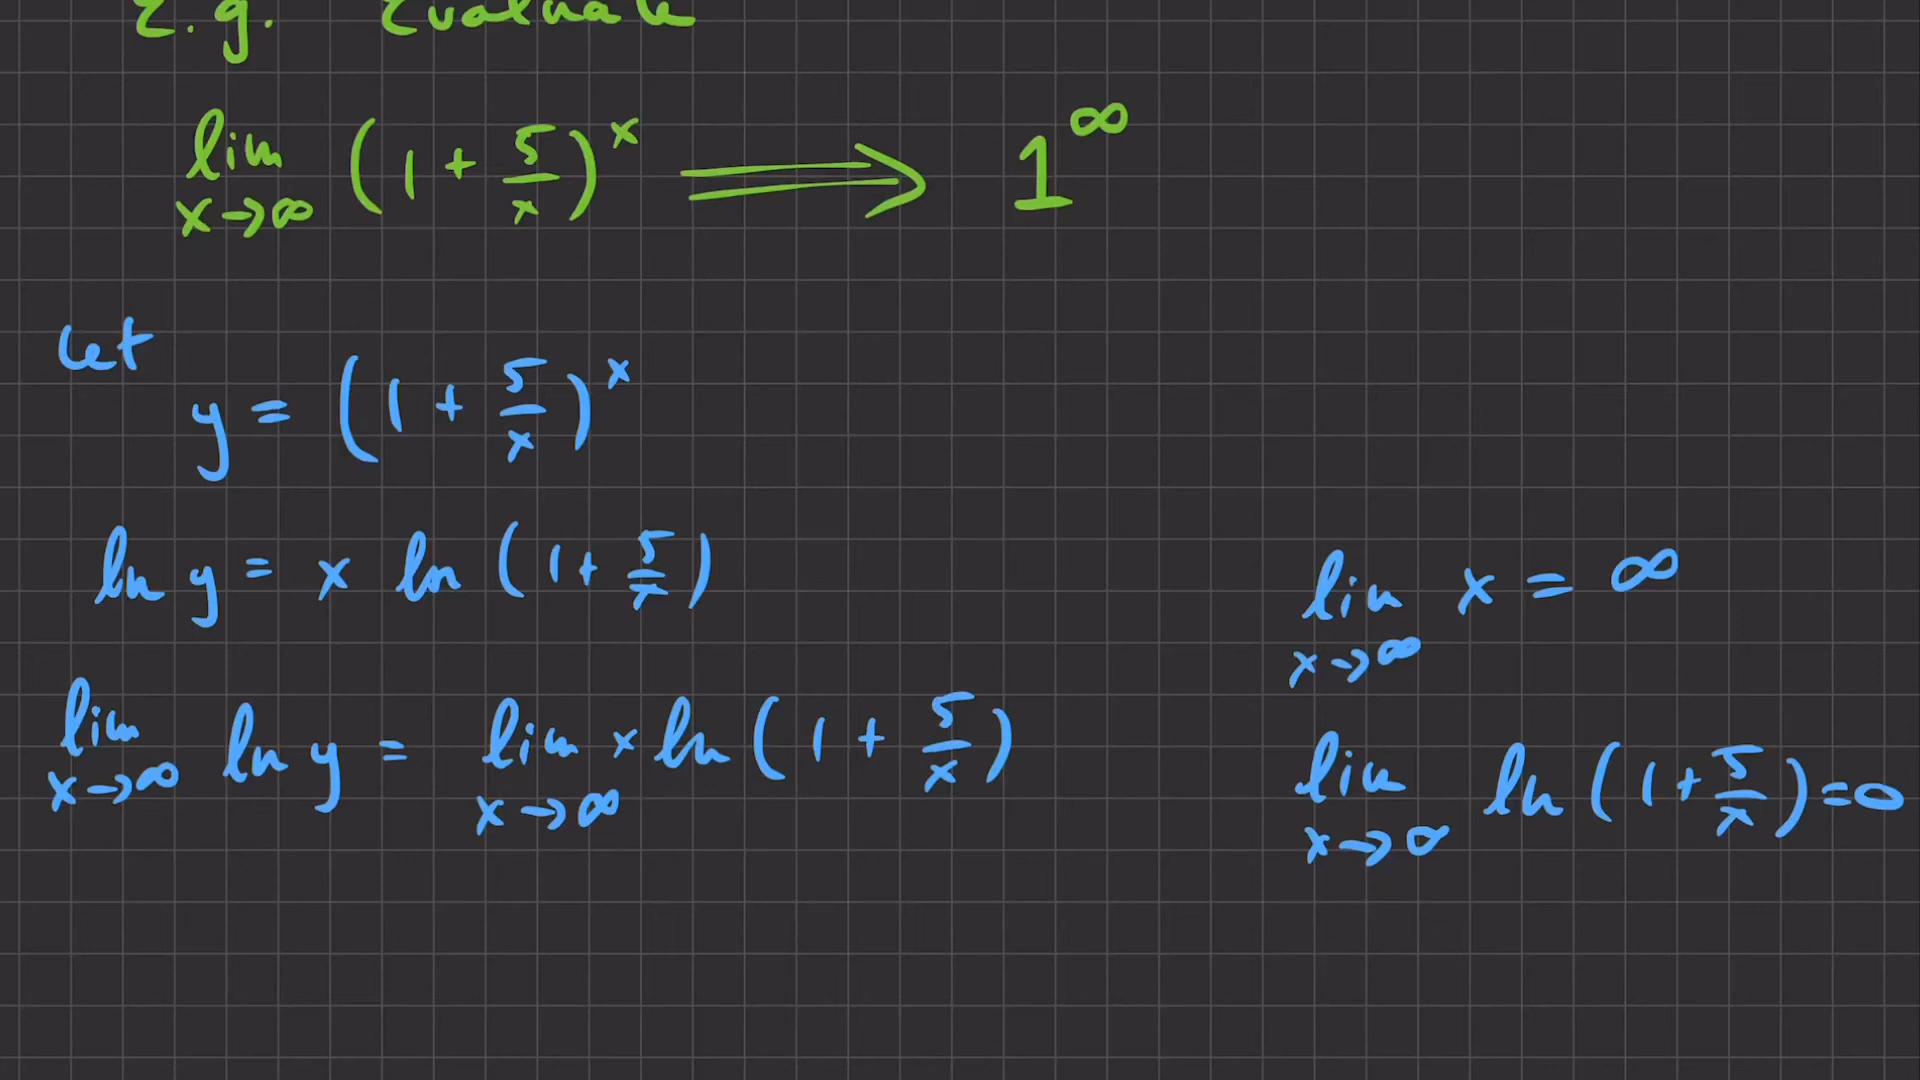 E.g. Evaluate
lim x→∞ (1 + 5/x)^x ⟹ 1^∞
Let
y = (1 + 5/x)^x
ln y = x ln (1 + 5/x)
lim x→∞ x = ∞
lim x→∞ ln y = lim x→∞ x ln (1 + 5/x)
lim x→∞ ln (1 + 5/x) = 0